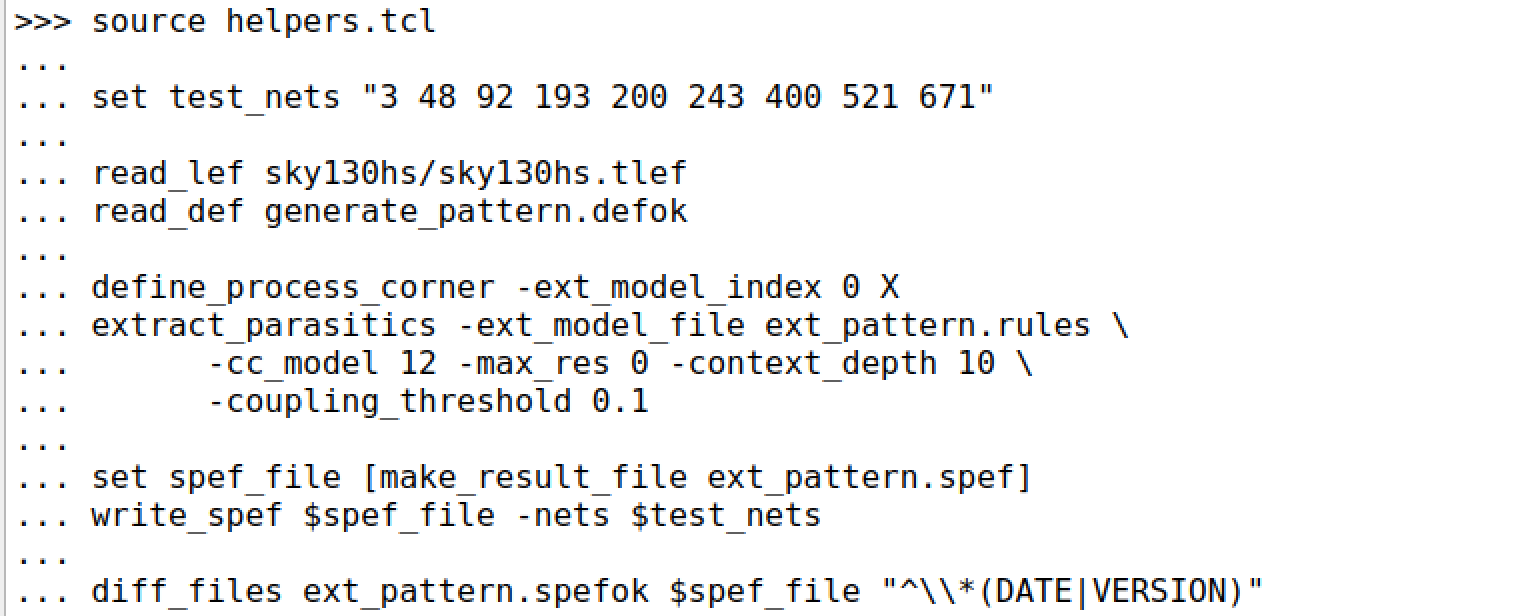 >>> source helpers.tcl
...
... set test_nets "3 48 92 193 200 243 400 521 671"
...
... read_lef sky130hs/sky130hs.tlef
... read_def generate_pattern.defok
...
... define_process_corner -ext_model_index 0 X
... extract_parasitics -ext_model_file ext_pattern.rules \
...       -cc_model 12 -max_res 0 -context_depth 10 \
...       -coupling_threshold 0.1
...
... set spef_file [make_result_file ext_pattern.spef]
... write_spef $spef_file -nets $test_nets
...
... diff_files ext_pattern.spefok $spef_file "^\\*(DATE|VERSION)"